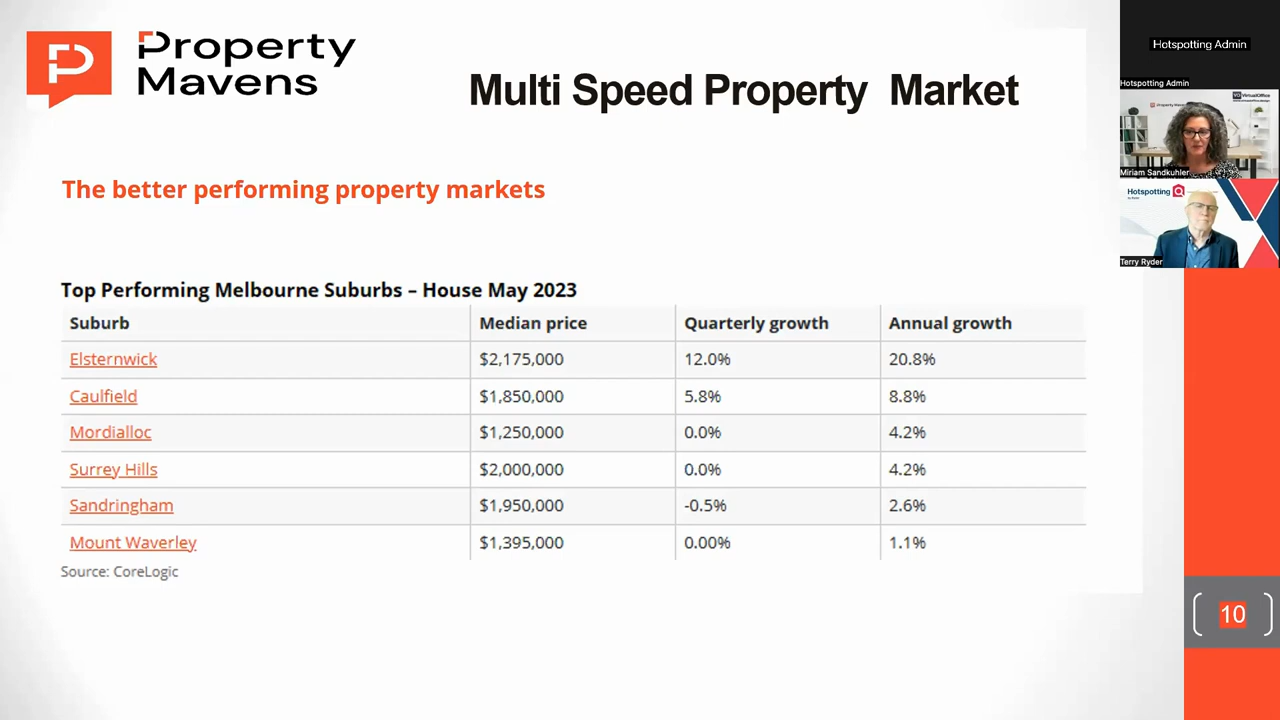 Property
Mavens
Multi Speed Property Market
The better performing property markets
Top Performing Melbourne Suburbs – House May 2023
Suburb Median price Quarterly growth Annual growth
Elsternwick $2,175,000 12.0% 20.8%
Caulfield $1,850,000 5.8% 8.8%
Mordialloc $1,250,000 0.0% 4.2%
Surrey Hills $2,000,000 0.0% 4.2%
Sandringham $1,950,000 -0.5% 2.6%
Mount Waverley $1,395,000 0.00% 1.1%
Source: CoreLogic
10
Hotspotting Admin
Hotspotting Admin
VirtualOffice
Miriam Sandkuhler
Hotspotting
Terry Ryder